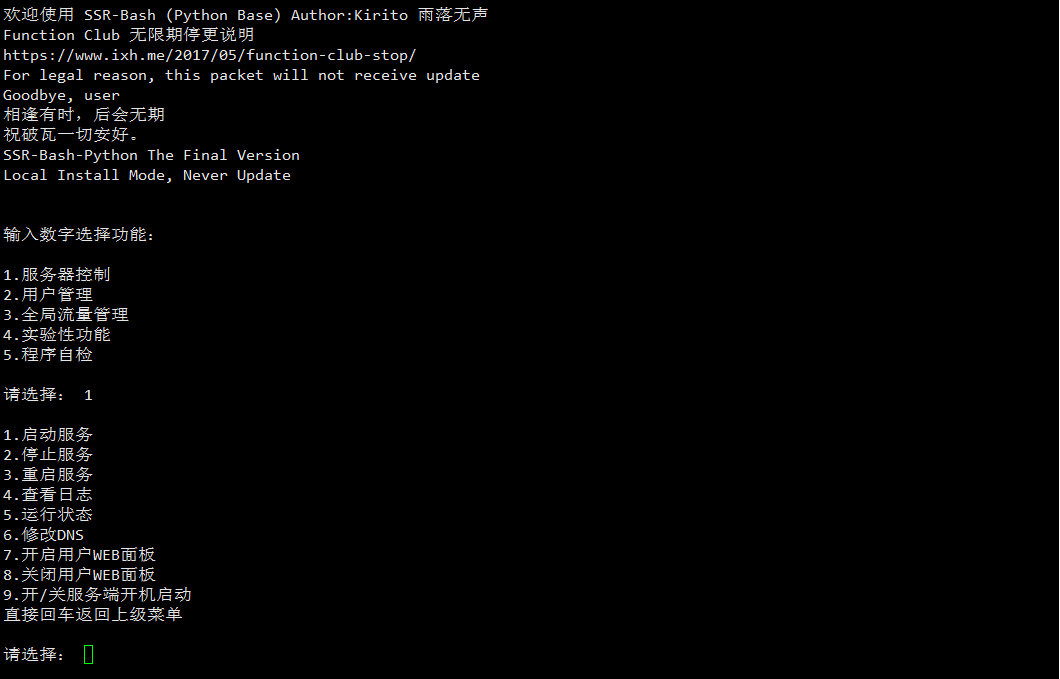 欢迎使用 SSR-Bash (Python Base) Author:Kirito 雨落无声
Function Club 无限期停更说明
https://www.ixh.me/2017/05/function-club-stop/
For legal reason, this packet will not receive update
Goodbye, user
相逢有时，后会无期
祝破瓦一切安好。
SSR-Bash-Python The Final Version
Local Install Mode, Never Update
输入数字选择功能：
1.服务器控制
2.用户管理
3.全局流量管理
4.实验性功能
5.程序自检
请选择： 1
1.启动服务
2.停止服务
3.重启服务
4.查看日志
5.运行状态
6.修改DNS
7.开启用户WEB面板
8.关闭用户WEB面板
9.开/关服务端开机启动
直接回车返回上级菜单
请选择：